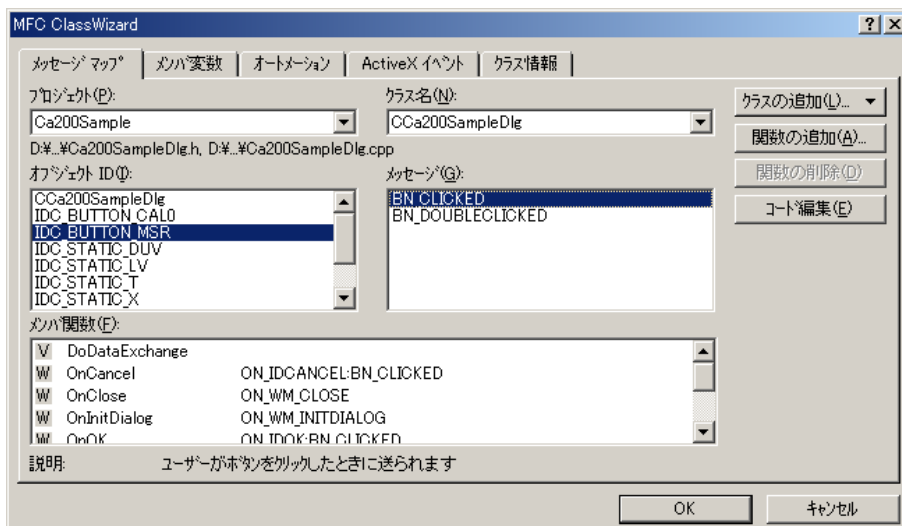 MFC ClassWizard
メッセージ マップ メンバ変数 オートメーション ActiveX イベント クラス情報
プロジェクト(P): クラス名(N):
Ca200Sample CCa200SampleDlg クラスの追加(L)...
D:¥...¥Ca200SampleDlg.h, D:¥...¥Ca200SampleDlg.cpp 関数の追加(A)...
オブジェクト ID(I): メッセージ(G): 関数の削除(D)
CCa200SampleDlg BN_CLICKED
IDC_BUTTON_CAL0 BN_DOUBLECLICKED コード編集(E)
IDC_BUTTON_MSR
IDC_STATIC_DUV
IDC_STATIC_LV
IDC_STATIC_T
IDC_STATIC_X
メンバ関数(F):
V DoDataExchange
W OnCancel ON_IDCANCEL:BN_CLICKED
W OnClose ON_WM_CLOSE
W OnInitDialog ON_WM_INITDIALOG
W OnOK ON_IDOK:BN_CLICKED
説明: ユーザーがボタンをクリックしたときに送られます
OK キャンセル